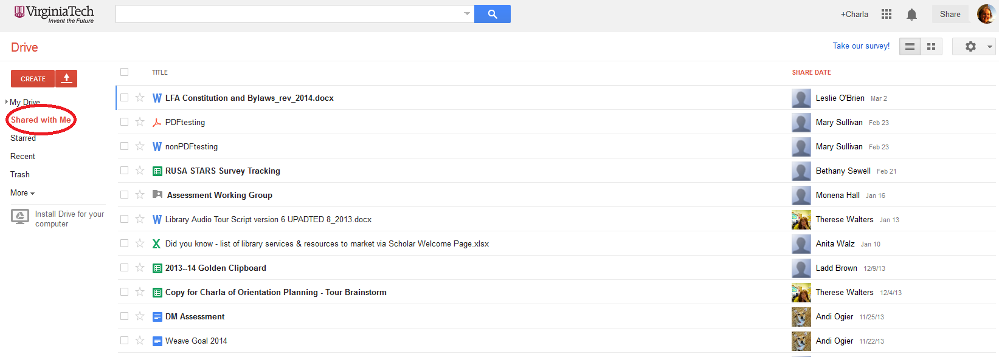 VirginiaTech
Invent the Future
+Charla
Share
Drive
Take our survey!
CREATE
My Drive
Shared with Me
Starred
Recent
Trash
More
Install Drive for your
computer
TITLE SHARE DATE
LFA Constitution and Bylaws_rev_2014.docx Leslie O'Brien Mar 2
PDFtesting Mary Sullivan Feb 23
nonPDFtesting Mary Sullivan Feb 23
RUSA STARS Survey Tracking Bethany Sewell Feb 21
Assessment Working Group Monena Hall Jan 16
Library Audio Tour Script version 6 UPADTED 8_2013.docx Therese Walters Jan 13
Did you know - list of library services & resources to market via Scholar Welcome Page.xlsx Anita Walz Jan 10
2013--14 Golden Clipboard Ladd Brown 12/9/13
Copy for Charla of Orientation Planning - Tour Brainstorm Therese Walters 12/4/13
DM Assessment Andi Ogier 11/25/13
Weave Goal 2014 Andi Ogier 11/22/13